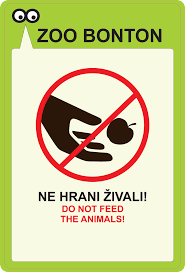 ZOO BONTON
NE HRANI ŽIVALI!
DO NOT FEED
THE ANIMALS!